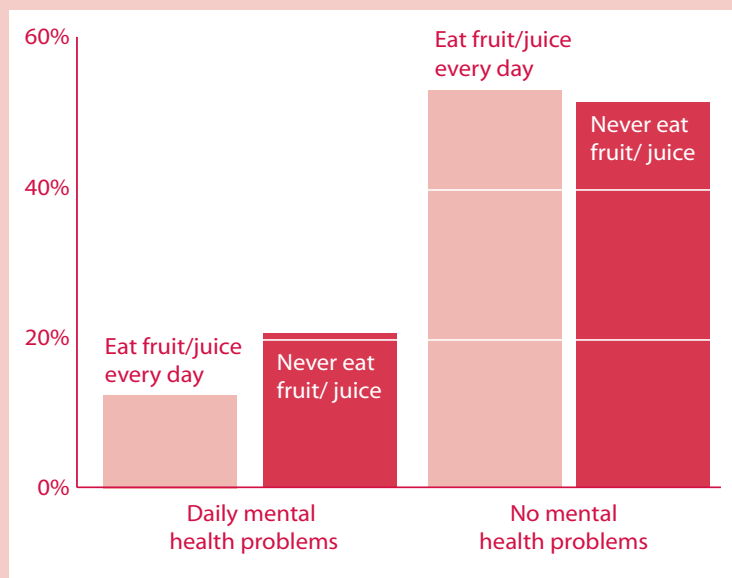 60%
Eat fruit/juice
every day
Never eat
fruit/ juice
40%
20%
Eat fruit/juice
every day
Never eat
fruit/ juice
0%
Daily mental
health problems
No mental
health problems